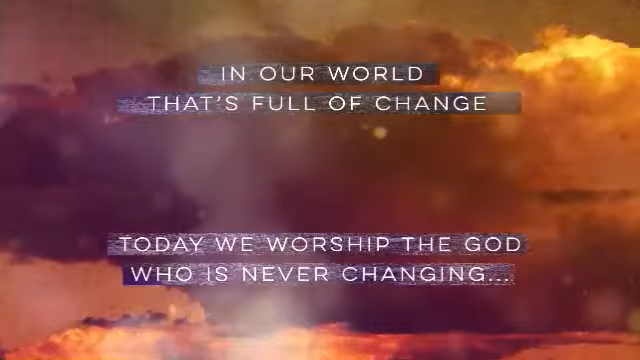 IN OUR WORLD
THAT'S FULL OF CHANGE
TODAY WE WORSHIP THE GOD
WHO IS NEVER CHANGING...